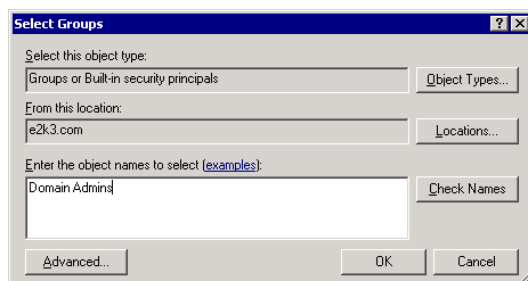 Select Groups
Select this object type:
Groups or Built-in security principals
Object Types...
From this location:
e2k3.com
Locations...
Enter the object names to select (examples):
Domain Admins
Check Names
Advanced...
OK
Cancel